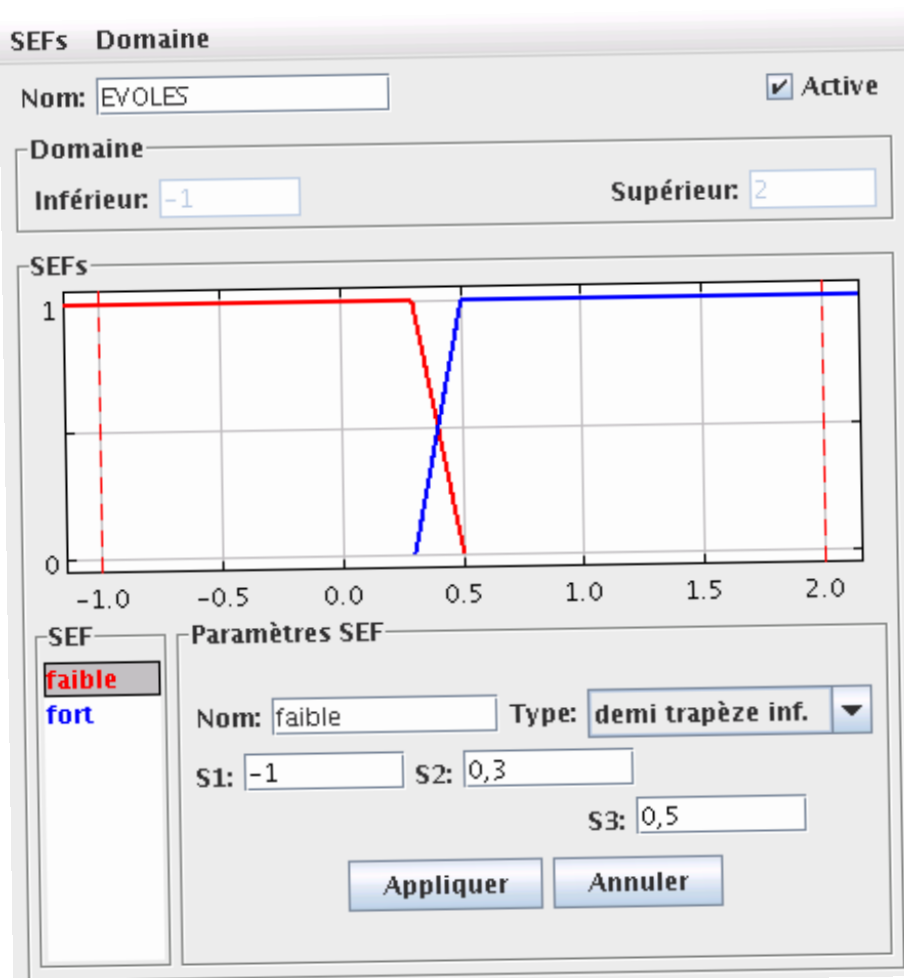 SEFs Domaine
Nom: EVOLES Active
Domaine
Inférieur: -1 Supérieur: 2
SEFs
1
0
-1.0 -0.5 0.0 0.5 1.0 1.5 2.0
SEF
faible
fort
Paramètres SEF
Nom: faible Type: demi trapèze inf.
S1: -1 S2: 0,3
S3: 0,5
Appliquer Annuler